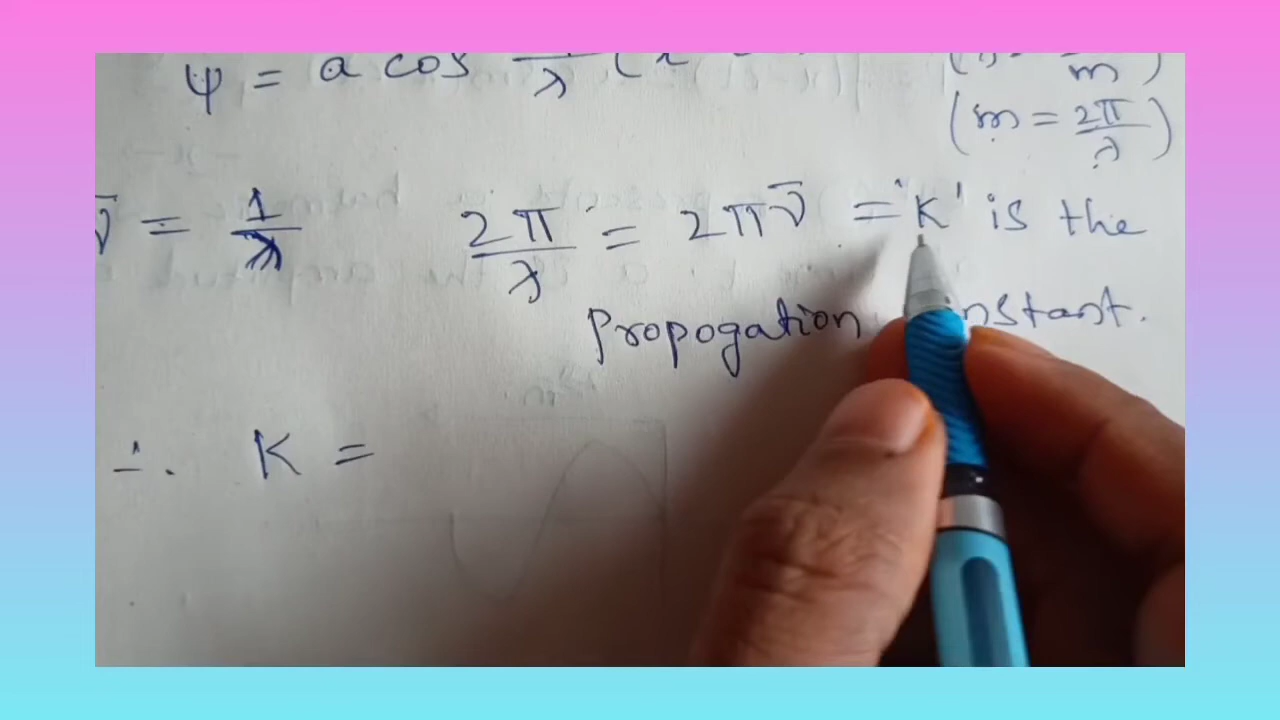 ψ = a cos
m
(m = 2π/λ)
ν̄ = 1/λ 2π/λ = 2πν̄ = 'K' is the
Propogation
∴ K =